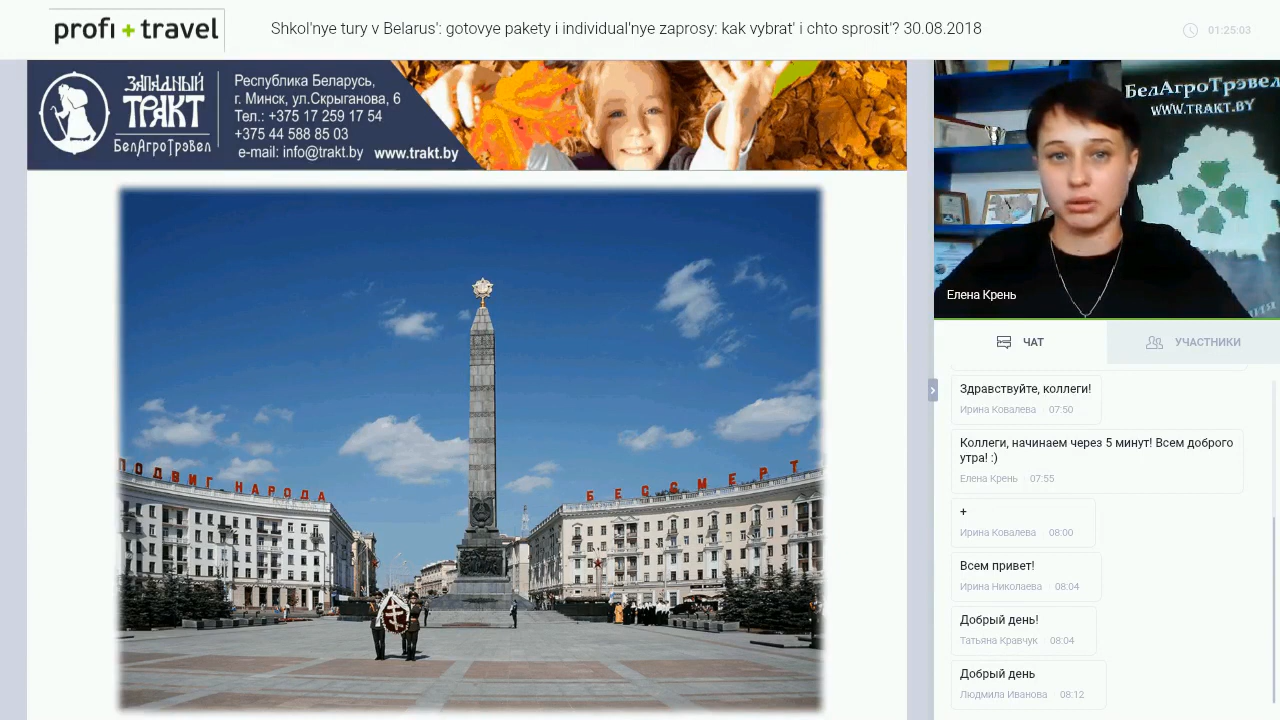 profi + travel
Shkol'nye tury v Belarus': gotovye pakety i individual'nye zaprosy: kak vybrat' i chto sprosit'? 30.08.2018
01:25:03
ЗАПАДНЫЙ
ТРАКТ
БелАгроТрэвел
Республика Беларусь,
г. Минск, ул.Скрыганова, 6
Тел.: +375 17 259 17 54
+375 44 588 85 03
e-mail: info@trakt.by www.trakt.by
ПОДВИГ НАРОДА
БЕССМЕРТ
БелАгроТрэвел
WWW.TRAKT.BY
Елена Крень
ЧАТ
УЧАСТНИКИ
Здравствуйте, коллеги!
Ирина Ковалева 07:50
Коллеги, начинаем через 5 минут! Всем доброго
утра! :)
Елена Крень 07:55
+
Ирина Ковалева 08:00
Всем привет!
Ирина Николаева 08:04
Добрый день!
Татьяна Кравчук 08:04
Добрый день
Людмила Иванова 08:12